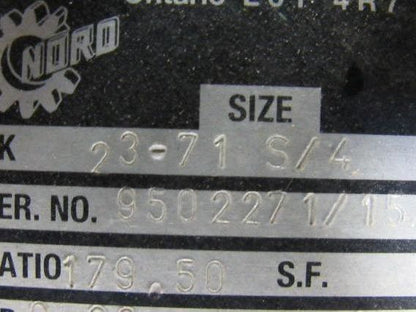 Ontario L0T 4R7
NORD
SIZE
K 23-71 S/4
ER. NO. 9502271/15
ATIO 179.50 S.F.